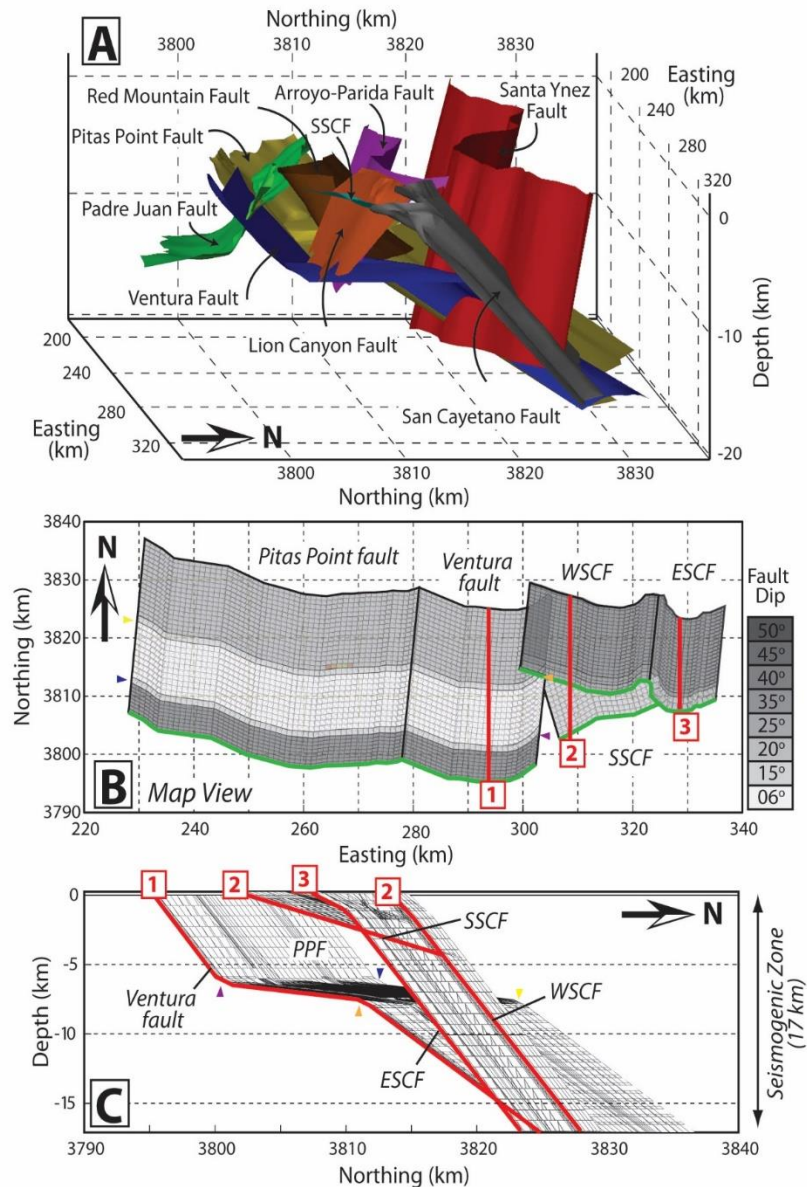 A
Northing (km)
3800 3810 3820 3830
Easting (km)
200
240
280
320
Red Mountain Fault
Arroyo-Parida Fault
Santa Ynez
Fault
SSCF
Pitas Point Fault
Padre Juan Fault
Ventura Fault
Lion Canyon Fault
San Cayetano Fault
0
-10
-20
Depth (km)
200
240
280
320
Easting
(km)
N
3800 3810 3820 3830
Northing (km)
3840
3830
3820
3810
3800
3790
Northing (km)
N
Pitas Point fault
Ventura
fault
WSCF
ESCF
SSCF
1
2
3
B
Map View
Fault
Dip
50°
45°
40°
35°
25°
20°
15°
06°
220 240 260 280 300 320 340
Easting (km)
1
2
3
2
N
0
-5
-10
-15
Depth (km)
PPF
SSCF
WSCF
Ventura
fault
ESCF
C
Seismogenic Zone
(17 km)
3790 3800 3810 3820 3830 3840
Northing (km)